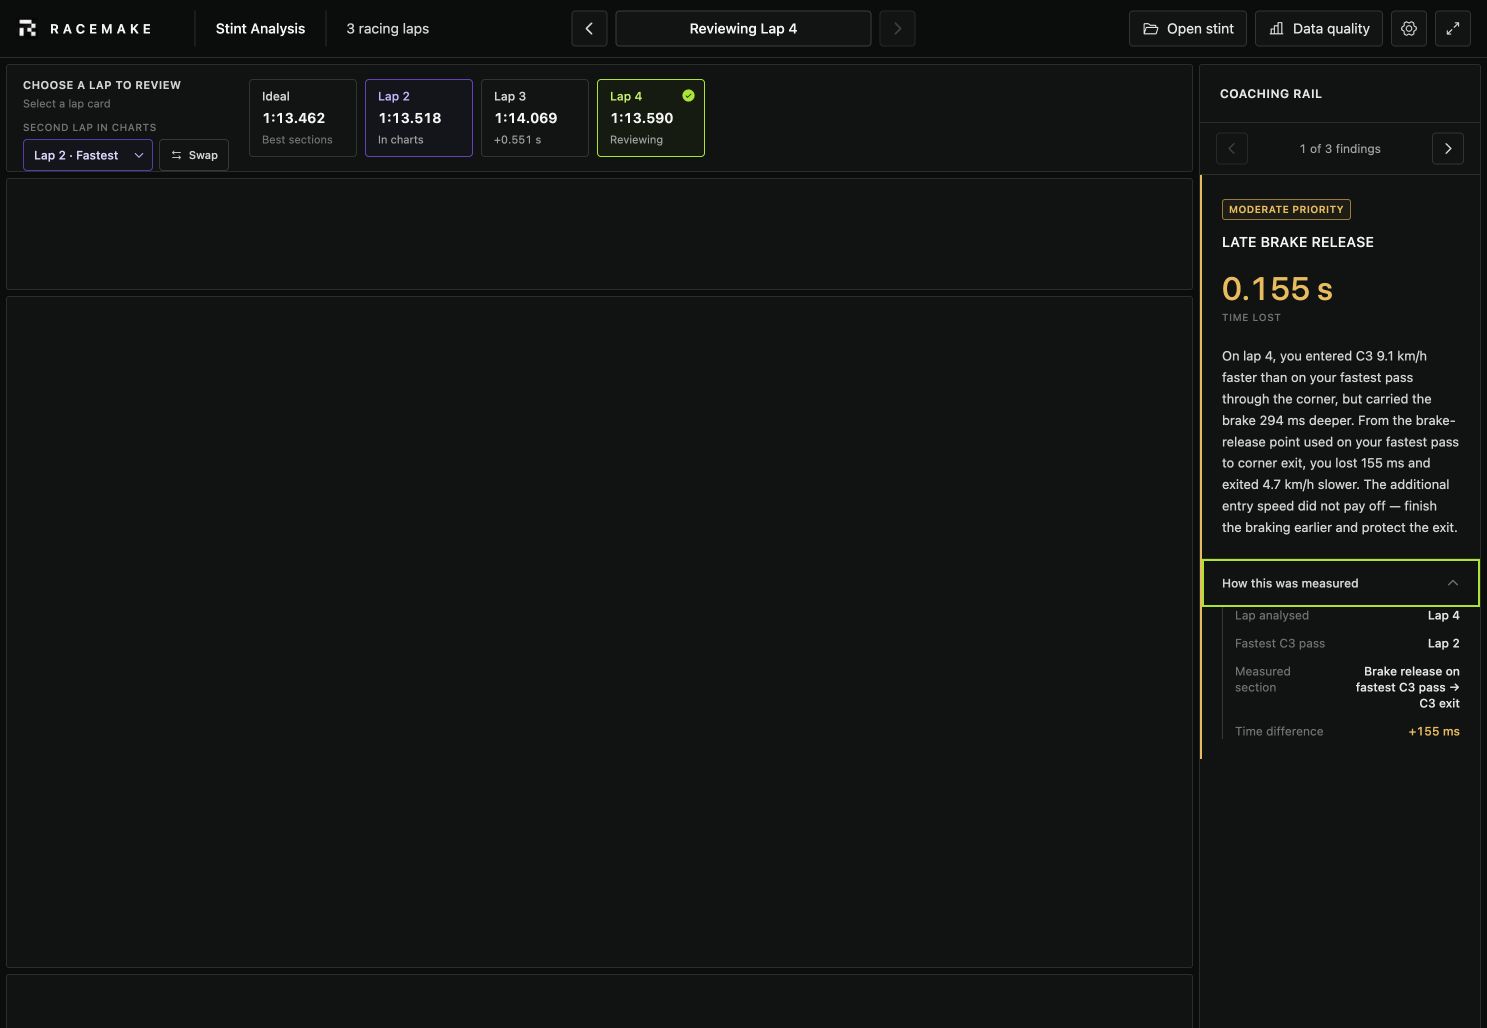 RACEMAKE
Stint Analysis
3 racing laps
Reviewing Lap 4
Open stint
Data quality
CHOOSE A LAP TO REVIEW
Select a lap card
SECOND LAP IN CHARTS
Lap 2 · Fastest
Swap
Ideal
1:13.462
Best sections
Lap 2
1:13.518
In charts
Lap 3
1:14.069
+0.551 s
Lap 4
1:13.590
Reviewing
COACHING RAIL
1 of 3 findings
MODERATE PRIORITY
LATE BRAKE RELEASE
0.155 s
TIME LOST
On lap 4, you entered C3 9.1 km/h
faster than on your fastest pass
through the corner, but carried the
brake 294 ms deeper. From the brake-
release point used on your fastest pass
to corner exit, you lost 155 ms and
exited 4.7 km/h slower. The additional
entry speed did not pay off — finish
the braking earlier and protect the exit.
How this was measured
Lap analysed Lap 4
Fastest C3 pass Lap 2
Measured Brake release on
section fastest C3 pass →
C3 exit
Time difference +155 ms